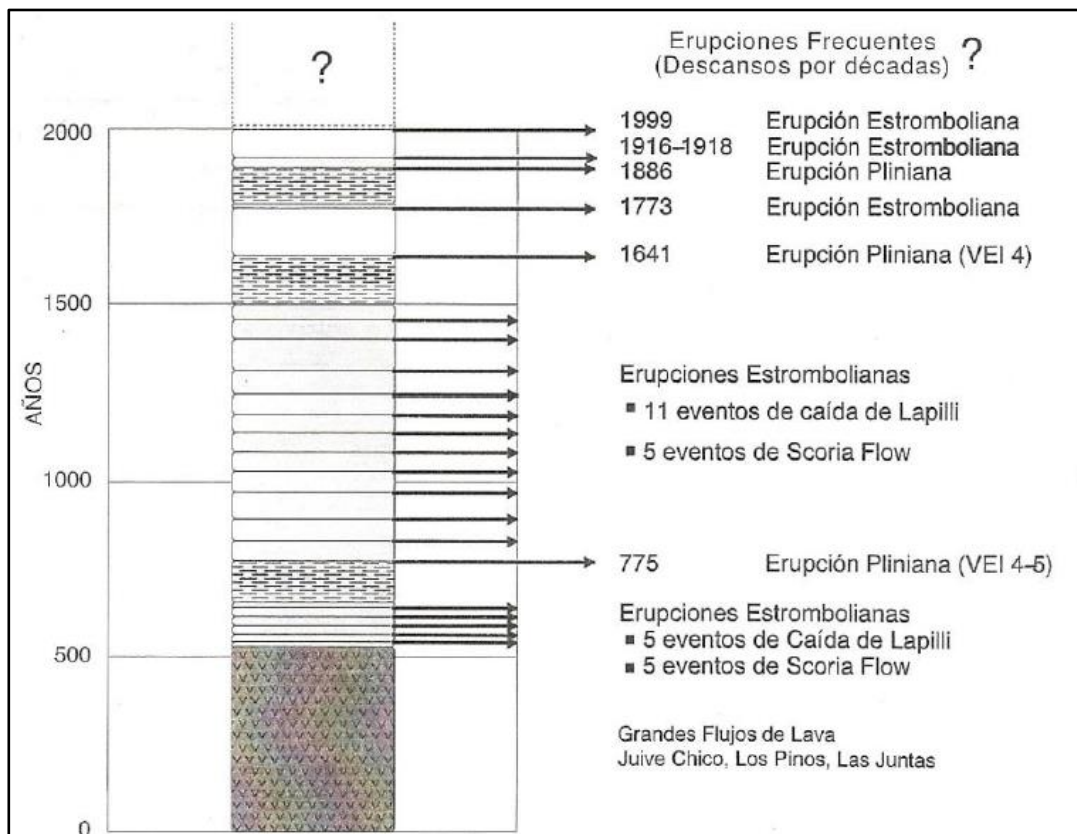 Erupciones Frecuentes
(Descansos por décadas) ?
?
2000
1999 Erupción Estromboliana
1916–1918 Erupción Estromboliana
1886 Erupción Pliniana
1773 Erupción Estromboliana
1641 Erupción Pliniana (VEI 4)
1500
AÑOS
Erupciones Estrombolianas
▪ 11 eventos de caída de Lapilli
▪ 5 eventos de Scoria Flow
1000
775 Erupción Pliniana (VEI 4–5)
Erupciones Estrombolianas
▪ 5 eventos de Caída de Lapilli
▪ 5 eventos de Scoria Flow
500
Grandes Flujos de Lava
Juive Chico, Los Pinos, Las Juntas
0